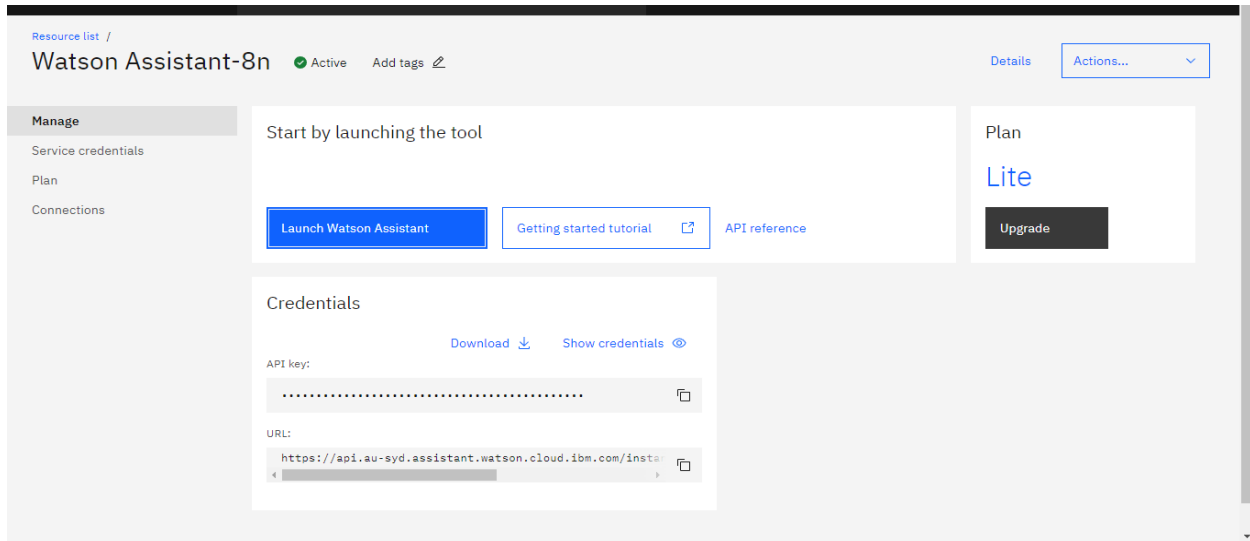 Resource list /
Watson Assistant-8n Active Add tags Details Actions...
Manage
Service credentials
Plan
Connections
Start by launching the tool
Launch Watson Assistant Getting started tutorial API reference
Plan
Lite
Upgrade
Credentials
Download Show credentials
API key:
URL:
https://api.au-syd.assistant.watson.cloud.ibm.com/insta